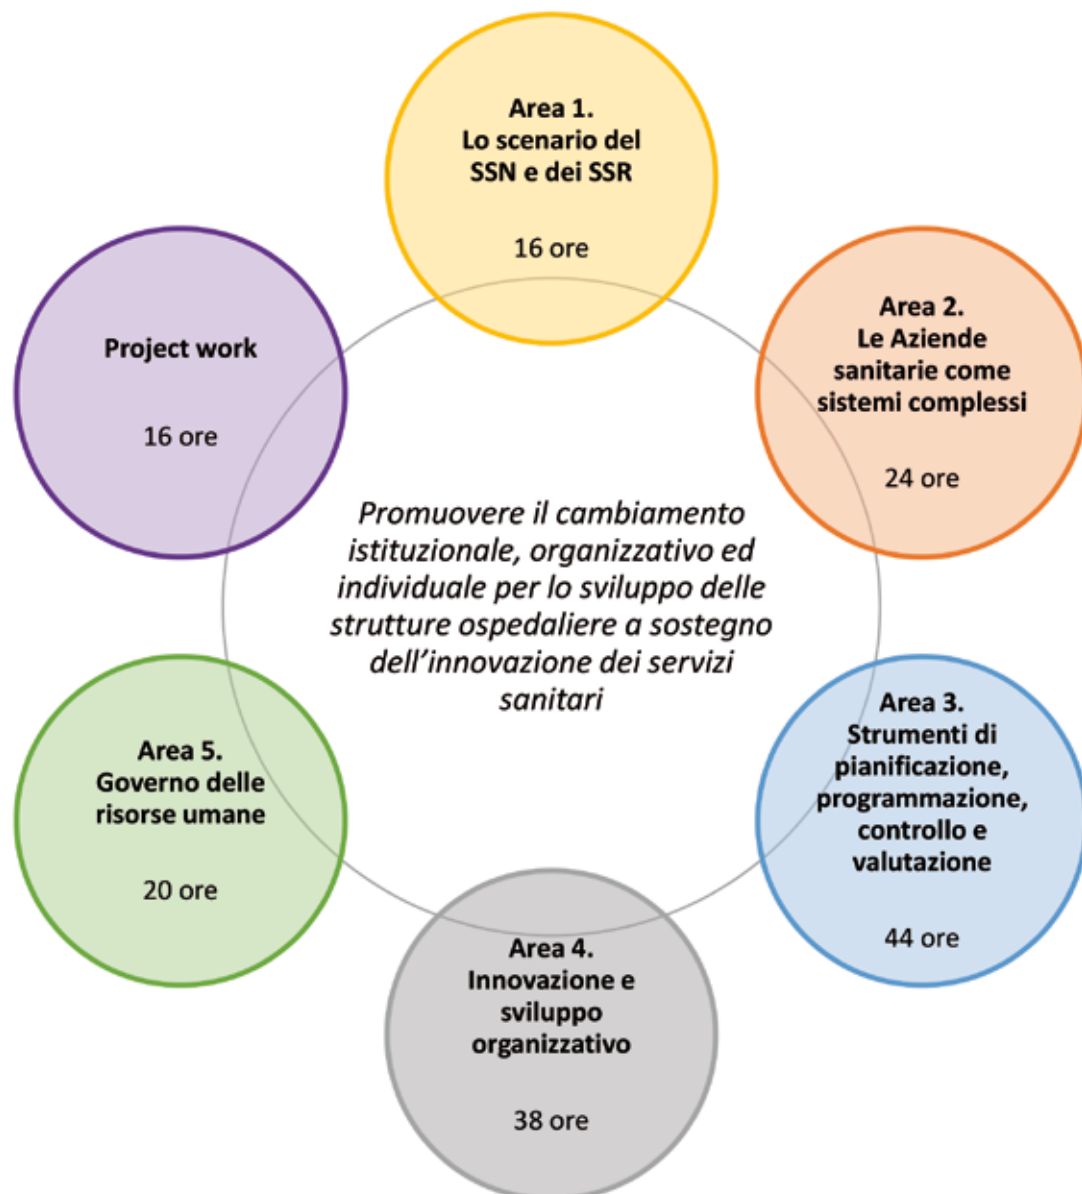 Area 1.
Lo scenario del
SSN e dei SSR
16 ore
Area 2.
Le Aziende
sanitarie come
sistemi complessi
24 ore
Area 3.
Strumenti di
pianificazione,
programmazione,
controllo e
valutazione
44 ore
Area 4.
Innovazione e
sviluppo
organizzativo
38 ore
Area 5.
Governo delle
risorse umane
20 ore
Project work
16 ore
Promuovere il cambiamento
istituzionale, organizzativo ed
individuale per lo sviluppo delle
strutture ospedaliere a sostegno
dell'innovazione dei servizi
sanitari